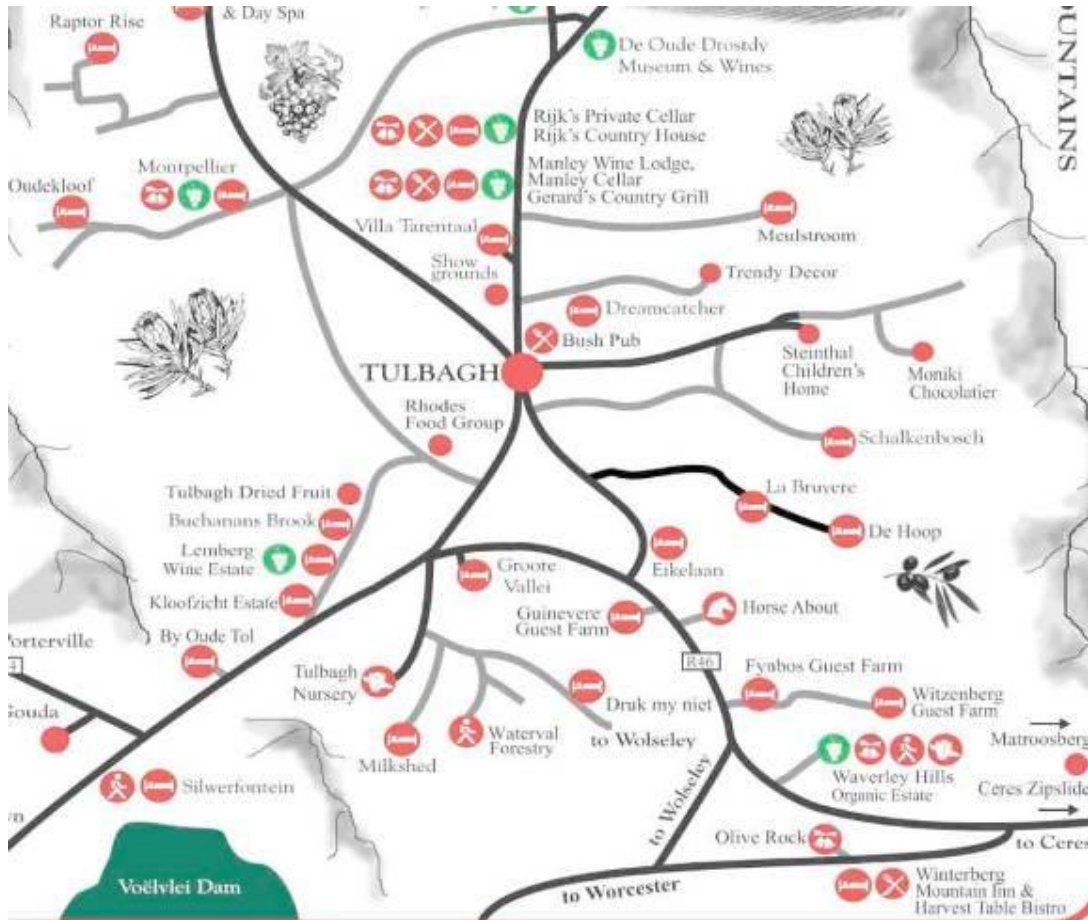 & Day Spa
Raptor Rise
De Oude Drostdy
Museum & Wines
OUNTAINS
Rijk's Private Cellar
Rijk's Country House
Montpellier
Oudekloof
Manley Wine Lodge,
Manley Cellar
Gerard's Country Grill
Villa Tarentaal
Meulstroom
Show
grounds
Trendy Decor
Dreamcatcher
Bush Pub
TULBAGH
Steinthal
Children's
Home
Moniki
Chocolatier
Rhodes
Food Group
Schalkenbosch
Tulbagh Dried Fruit
La Bruyere
Buchanans Brook
De Hoop
Lemberg
Wine Estate
Groote
Vallei
Eikelaan
Kloofzicht Estate
Guinevere
Guest Farm
Horse About
Porterville
By Oude Tol
R46
Tulbagh
Nursery
Fynbos Guest Farm
Witzenberg
Guest Farm
Gouda
Druk my niet
Waterval
Forestry
to Wolseley
Milkshed
Matroosberg
Waverley Hills
Organic Estate
Ceres Zipslide
Silwerfontein
to Wolseley
Olive Rock
to Ceres
Voëlvlei Dam
to Worcester
Winterberg
Mountain Inn &
Harvest Table Bistro